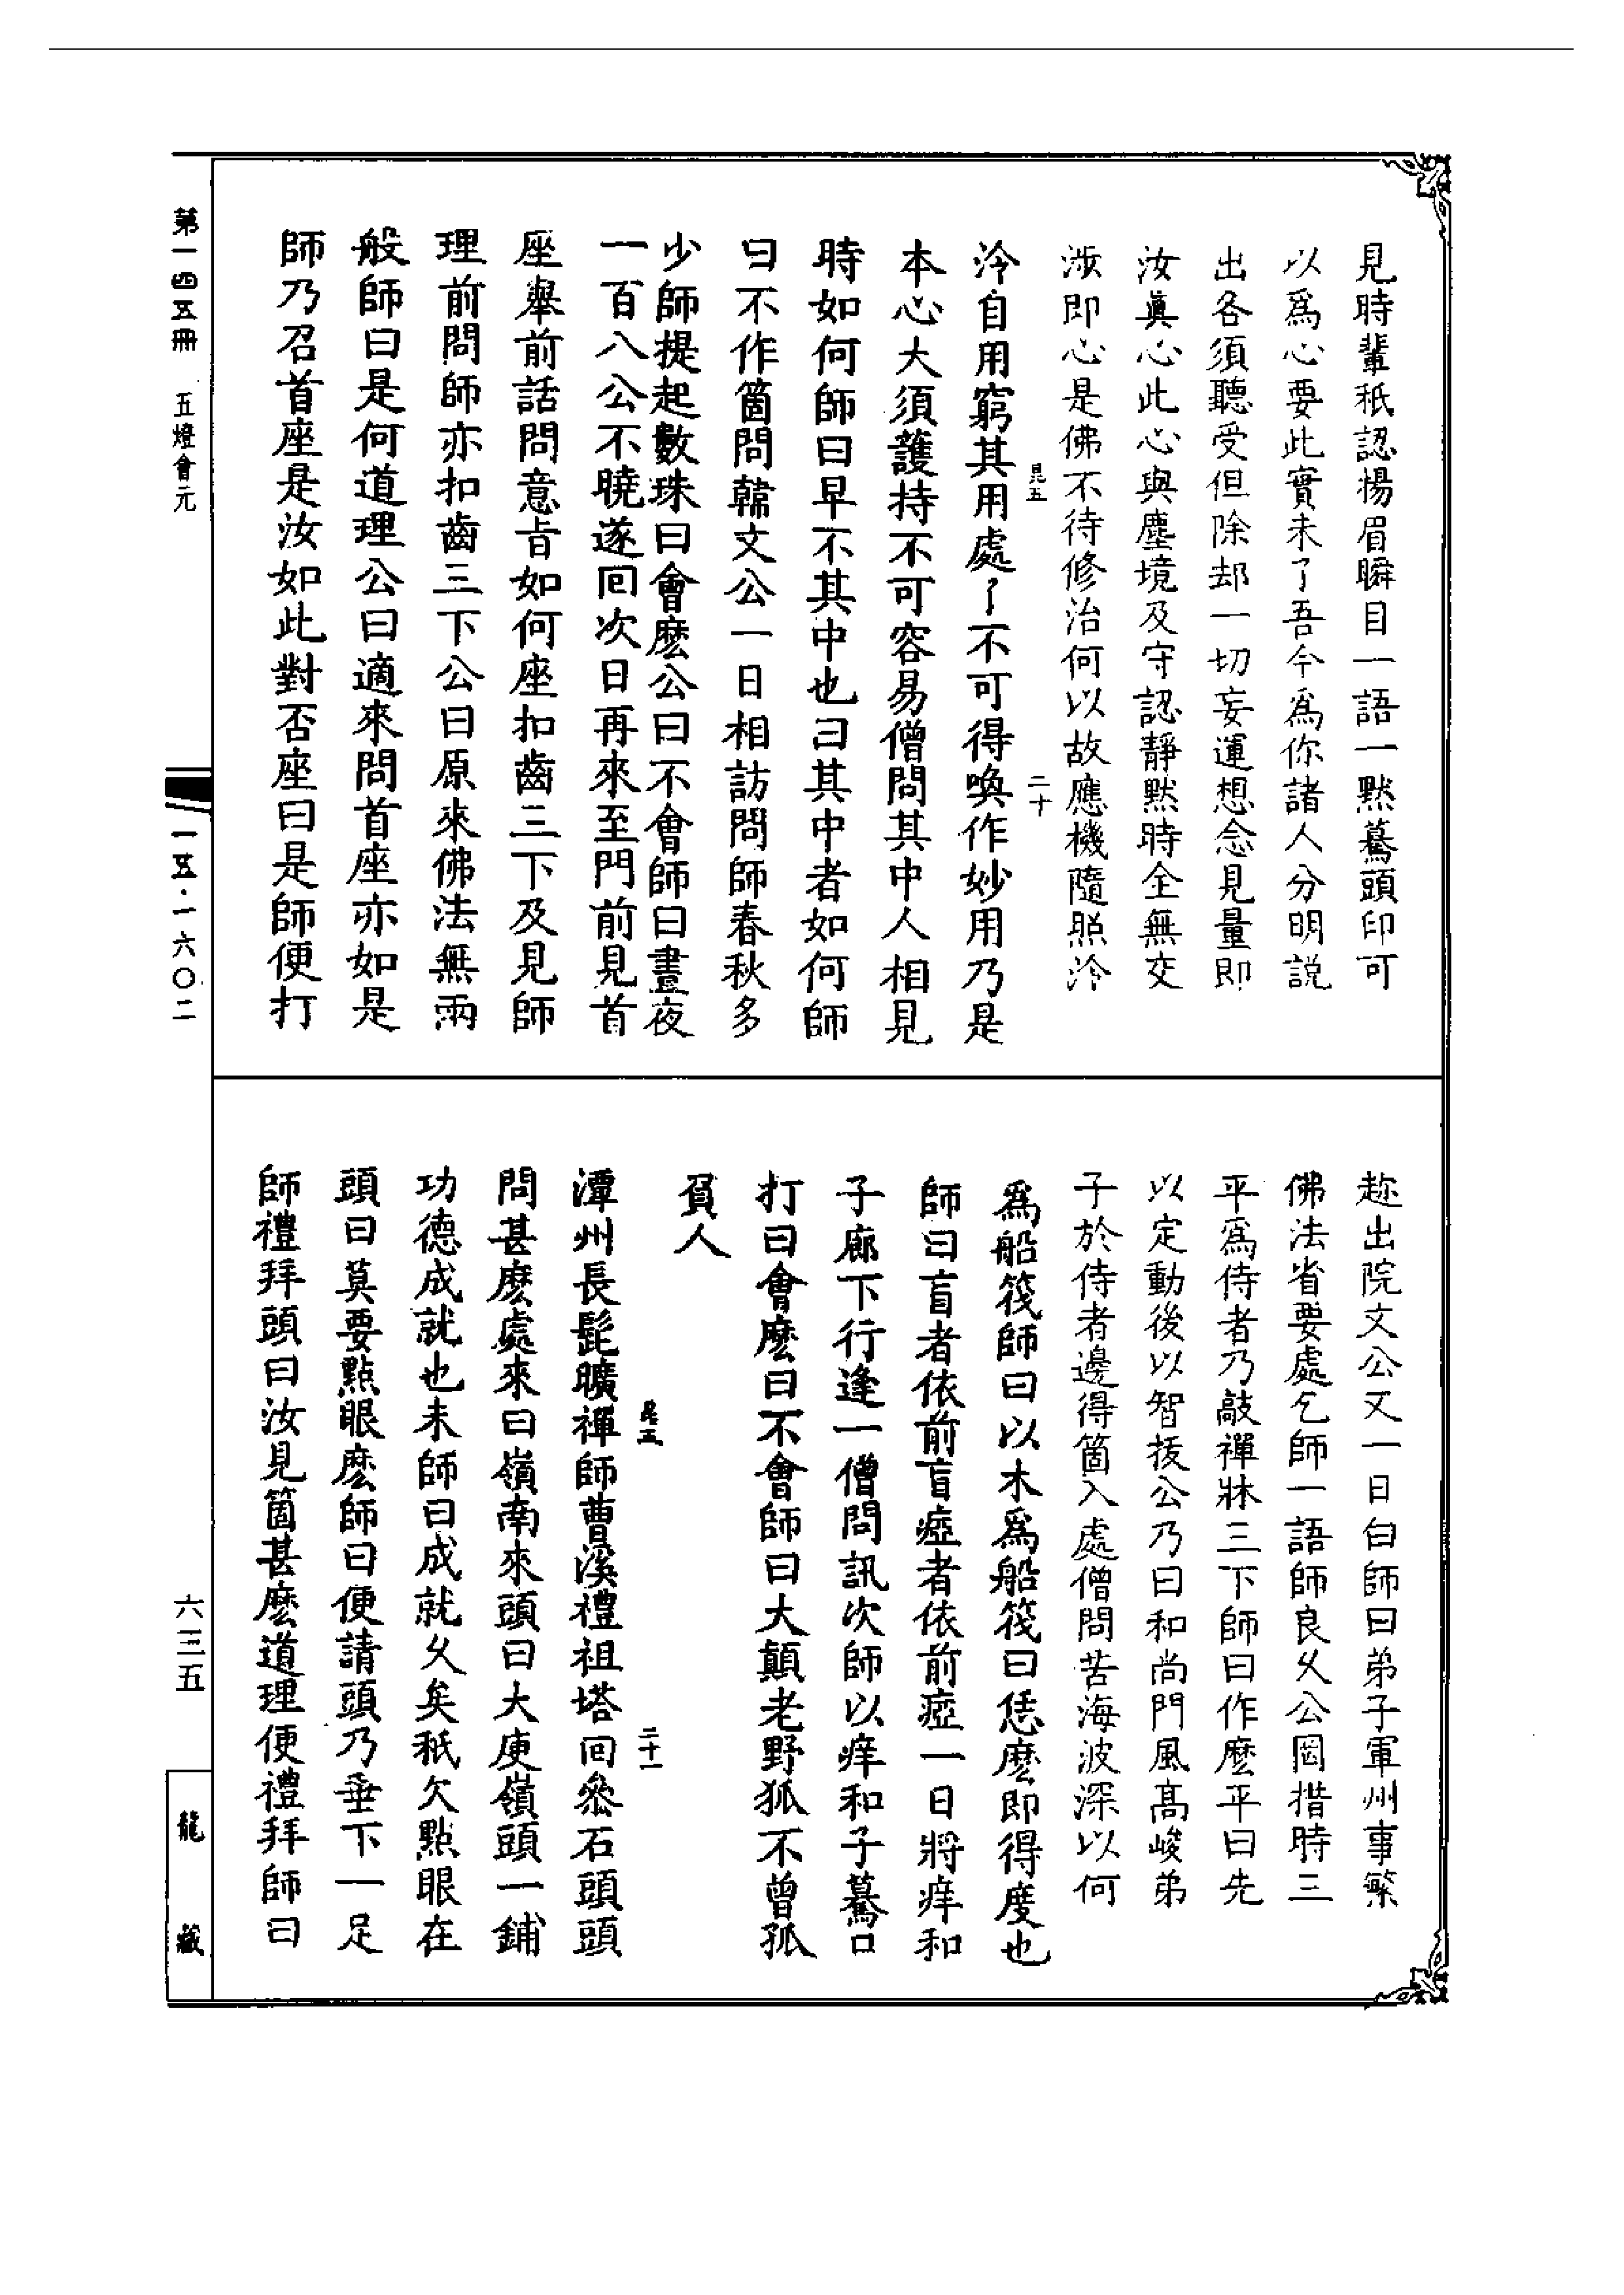 見時輩秖認揚眉瞬目一語一黙驀頭印可
以爲心要此實未了吾今爲你諸人分明説
出各須聽受但除却一切妄運想念見量即
汝眞心此心與塵境及守認靜黙時全無交
渉即心是佛不待修治何以故應機隨照泠
昆五
二十
泠自用窮其用處了不可得喚作妙用乃是
本心大須護持不可容易僧問其中人相見
時如何師曰早不其中也曰其中者如何師
曰不作箇問韓文公一日相訪問師春秋多
少師提起數珠曰會麽公曰不會師曰晝夜
一百八公不曉遂回次日再來至門前見首
座舉前話問意㫖如何座扣齒三下及見師
理前問師亦扣齒三下公曰原來佛法無兩
般師曰是何道理公曰適來問首座亦如是
師乃召首座是汝如此對否座曰是師便打
趂出院文公又一日白師曰弟子軍州事繁
佛法省要處乞師一語師良乆公罔措時三
平爲侍者乃敲禪牀三下師曰作麽平曰先
以定動後以智拔公乃曰和尚門風髙峻弟
子於侍者邊得箇入處僧問苦海波深以何
爲船筏師曰以木爲船筏曰恁麽即得度也
師曰盲者依前盲瘂者依前瘂一日將痒和
子廊下行逢一僧問訊次師以痒和子驀口
打曰會麽曰不會師曰大顛老野狐不曾孤
負人
昆五
二十一
潭州長髭曠禪師曹溪禮祖塔回叅石頭頭
問甚麽處來曰嶺南來頭曰大庾嶺頭一鋪
功德成就也未師曰成就乆矣秖欠點眼在
頭曰莫要點眼麽師曰便請頭乃垂下一足
師禮拜頭曰汝見箇甚麽道理便禮拜師曰
第一四五冊 五燈會元
一五·一六〇二
六三五
龍藏